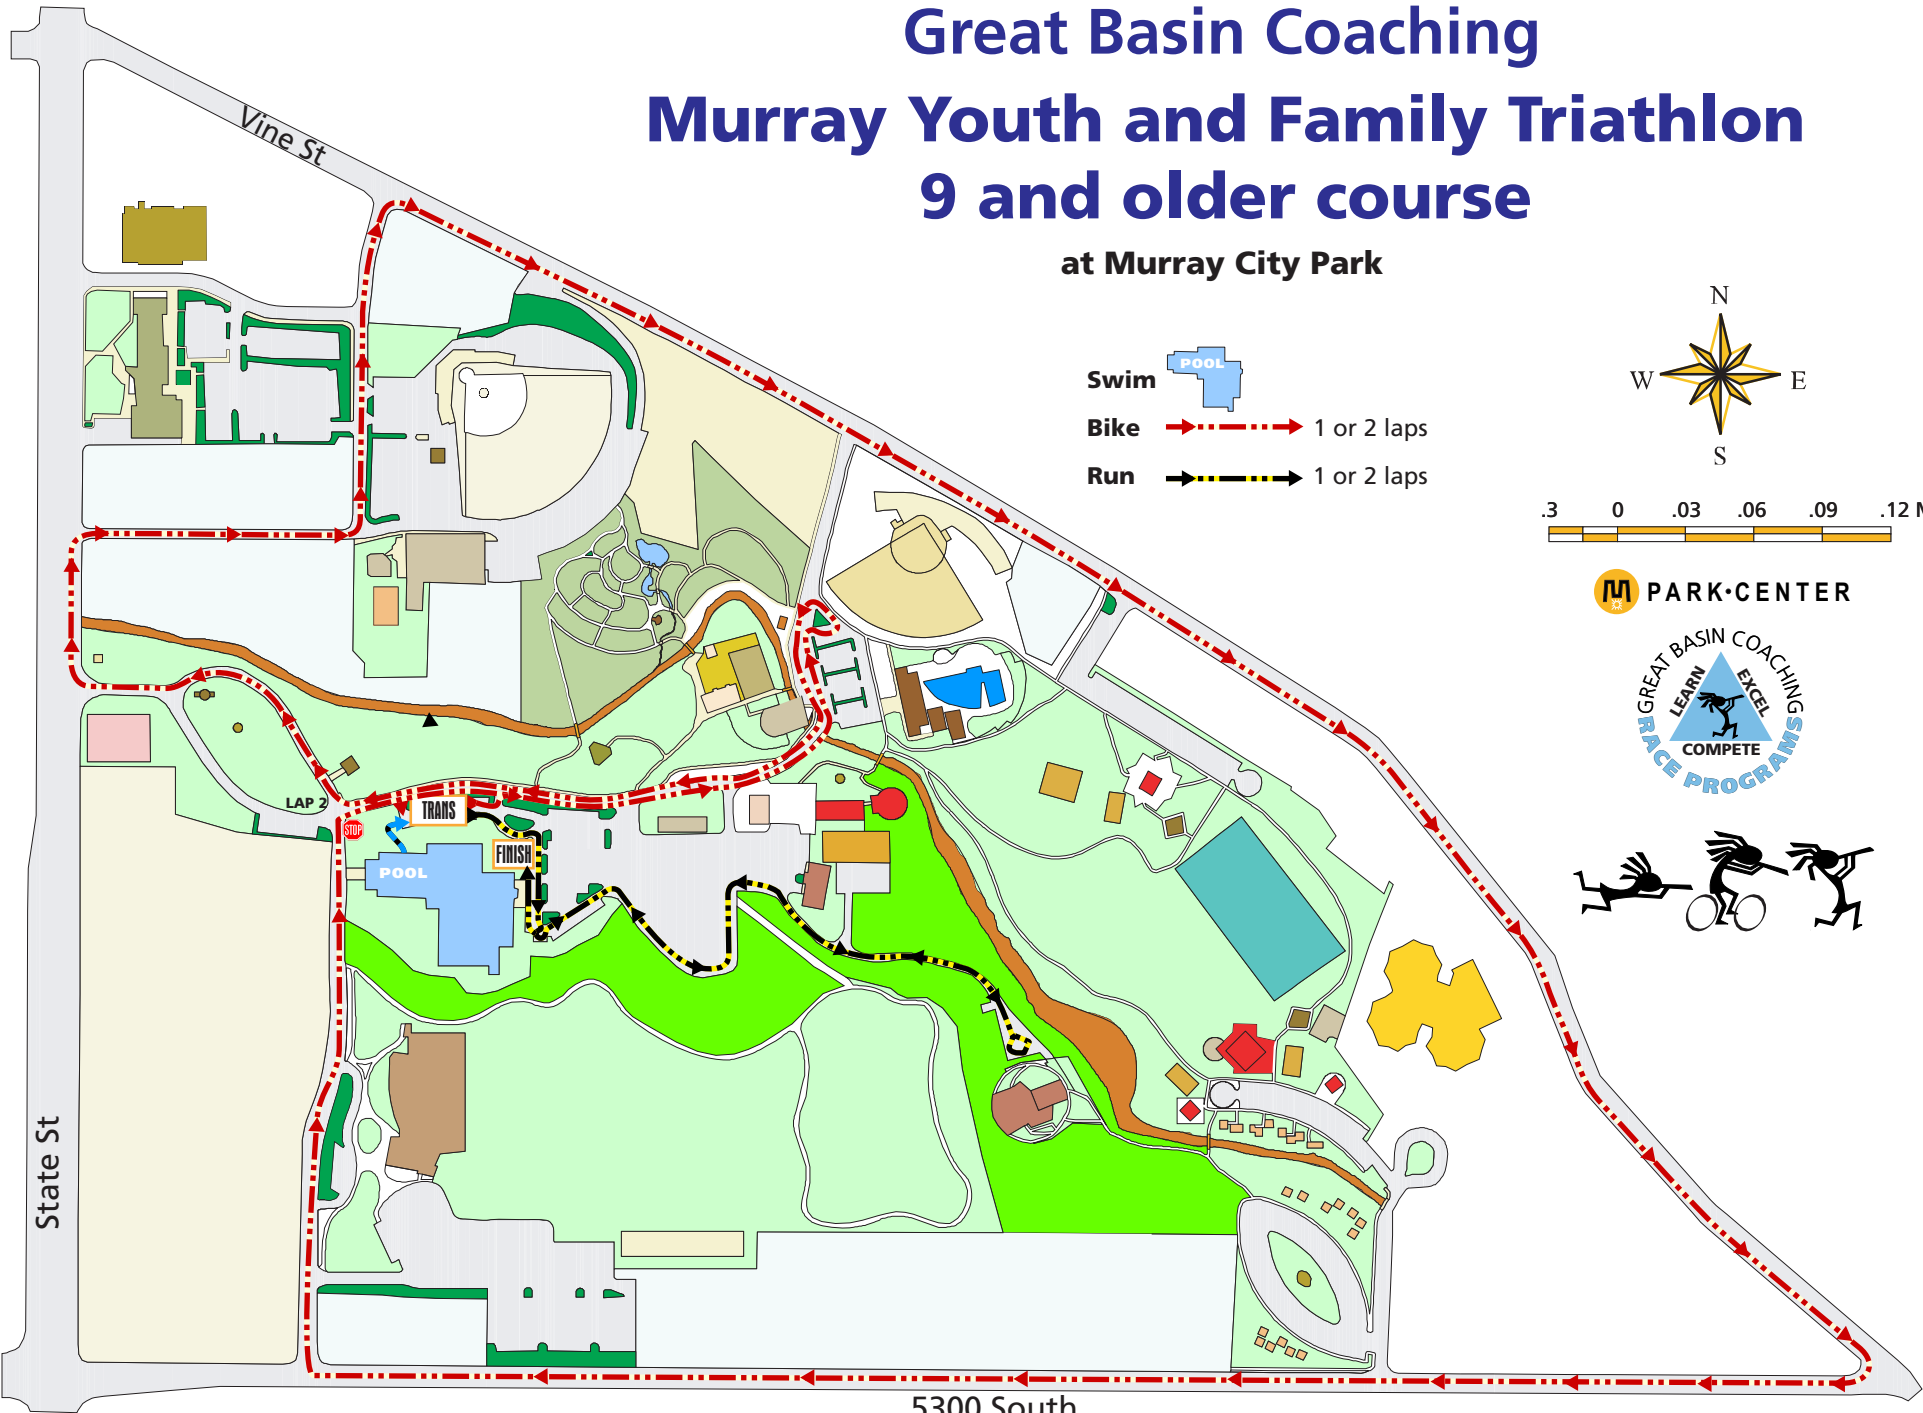 Great Basin Coaching
Murray Youth and Family Triathlon
9 and older course
at Murray City Park
Vine St
Swim
POOL
Bike
1 or 2 laps
Run
1 or 2 laps
N
W
E
S
.3 0 .03 .06 .09 .12 M
PARK•CENTER
GREAT BASIN COACHING
LEARN
EXCEL
COMPETE
RACE PROGRAMS
LAP 2
TRANS
STOP
FINISH
POOL
State St
5300 South